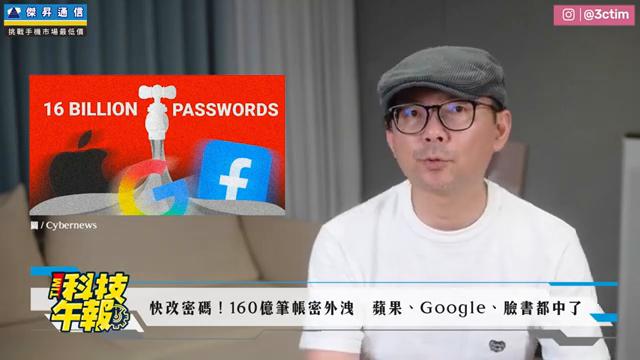 傑昇通信
挑戰手機市場最低價
@3ctim
16 BILLION PASSWORDS
圖 / Cybernews
科技午報
快改密碼！160億筆帳密外洩 蘋果、Google、臉書都中了